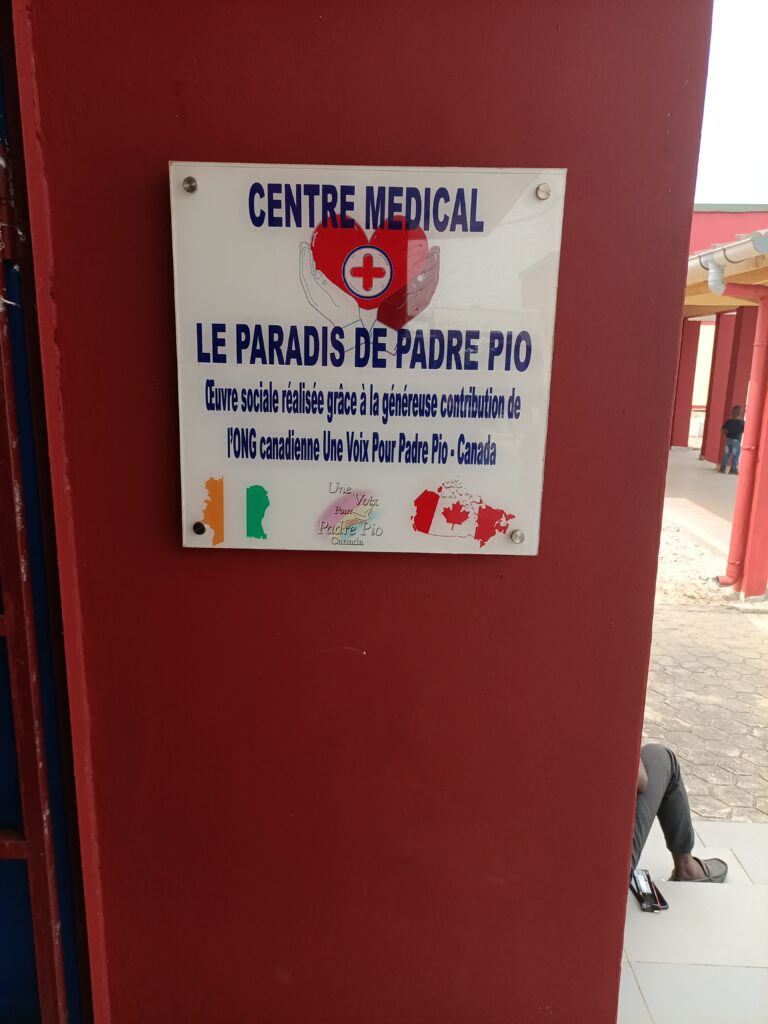 CENTRE MEDICAL
LE PARADIS DE PADRE PIO
Œuvre sociale réalisée grâce à la généreuse contribution de
l'ONG canadienne Une Voix Pour Padre Pio - Canada
Une Voix
Pour
Padre Pio
Canada